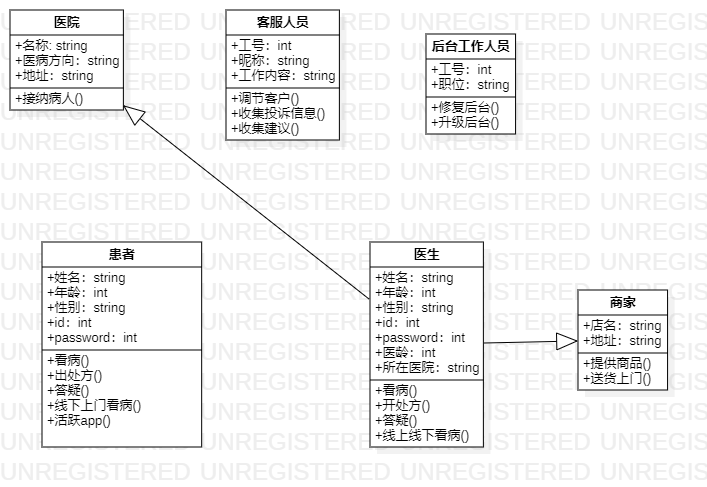 医院
+名称: string
+医病方向：string
+地址：string
+接纳病人()
客服人员
+工号：int
+昵称：string
+工作内容：string
+调节客户()
+收集投诉信息()
+收集建议()
后台工作人员
+工号：int
+职位：string
+修复后台()
+升级后台()
患者
+姓名：string
+年龄：int
+性别：string
+id：int
+password：int
+看病()
+出处方()
+答疑()
+线下上门看病()
+活跃app()
医生
+姓名：string
+年龄：int
+性别：string
+id：int
+password：int
+医龄：int
+所在医院：string
+看病()
+开处方()
+答疑()
+线上线下看病()
商家
+店名：string
+地址：string
+提供商品()
+送货上门()
UNREGISTERED UNREGISTERED UNREGISTERED UNREGIS